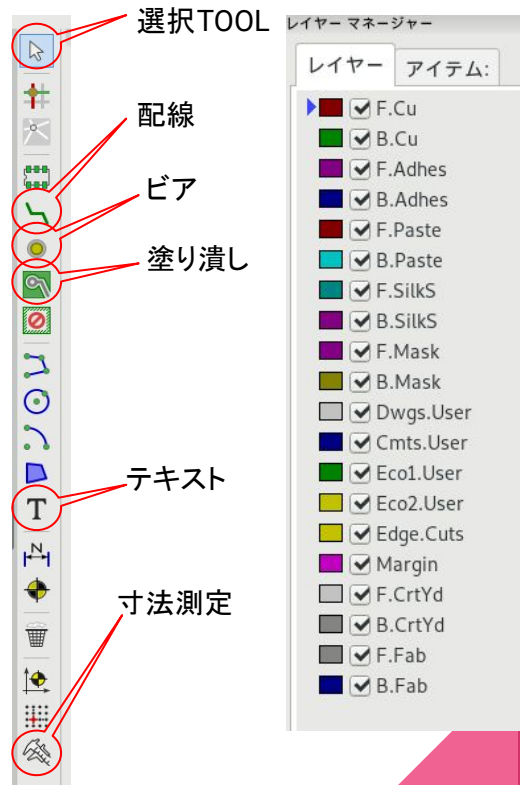 選択TOOL
配線
ビア
塗り潰し
テキスト
寸法測定
T
N
レイヤー マネージャー
レイヤー アイテム:
F.Cu
B.Cu
F.Adhes
B.Adhes
F.Paste
B.Paste
F.SilkS
B.SilkS
F.Mask
B.Mask
Dwgs.User
Cmts.User
Eco1.User
Eco2.User
Edge.Cuts
Margin
F.CrtYd
B.CrtYd
F.Fab
B.Fab